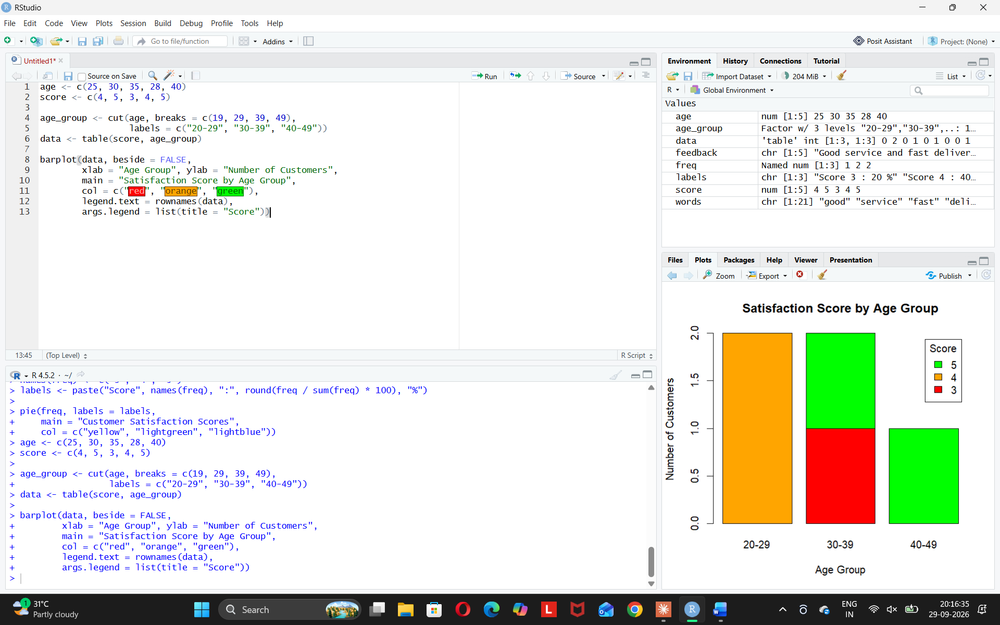 RStudio
File Edit Code View Plots Session Build Debug Profile Tools Help
Go to file/function Addins Posit Assistant Project: (None)
Untitled1*
Source on Save Run Source
1 age <- c(25, 30, 35, 28, 40)
2 score <- c(4, 5, 3, 4, 5)
3
4 age_group <- cut(age, breaks = c(19, 29, 39, 49),
5 labels = c("20-29", "30-39", "40-49"))
6 data <- table(score, age_group)
7
8 barplot(data, beside = FALSE,
9 xlab = "Age Group", ylab = "Number of Customers",
10 main = "Satisfaction Score by Age Group",
11 col = c("red", "orange", "green"),
12 legend.text = rownames(data),
13 args.legend = list(title = "Score"))
13:45 (Top Level) R Script
R 4.5.2 · ~/
> labels <- paste("Score", names(freq), ":", round(freq / sum(freq) * 100), "%")
>
> pie(freq, labels = labels,
+ main = "Customer Satisfaction Scores",
+ col = c("yellow", "lightgreen", "lightblue"))
> age <- c(25, 30, 35, 28, 40)
> score <- c(4, 5, 3, 4, 5)
>
> age_group <- cut(age, breaks = c(19, 29, 39, 49),
+ labels = c("20-29", "30-39", "40-49"))
> data <- table(score, age_group)
>
> barplot(data, beside = FALSE,
+ xlab = "Age Group", ylab = "Number of Customers",
+ main = "Satisfaction Score by Age Group",
+ col = c("red", "orange", "green"),
+ legend.text = rownames(data),
+ args.legend = list(title = "Score"))
>
Environment History Connections Tutorial
Import Dataset 204 MiB List
R Global Environment
Values
age num [1:5] 25 30 35 28 40
age_group Factor w/ 3 levels "20-29","30-39",..: 1…
data 'table' int [1:3, 1:3] 0 2 0 1 0 1 0 0 1
feedback chr [1:5] "Good service and fast deliver…
freq Named num [1:3] 1 2 2
labels chr [1:3] "Score 3 : 20 %" "Score 4 : 40…
score num [1:5] 4 5 3 4 5
words chr [1:21] "good" "service" "fast" "deli…
Files Plots Packages Help Viewer Presentation
Zoom Export Publish
Satisfaction Score by Age Group
Number of Customers
2.0
1.5
1.0
0.5
0.0
Score
5
4
3
20-29 30-39 40-49
Age Group
1 31°C
Partly cloudy
Search
L R
ENG
IN
20:16:35
29-09-2026